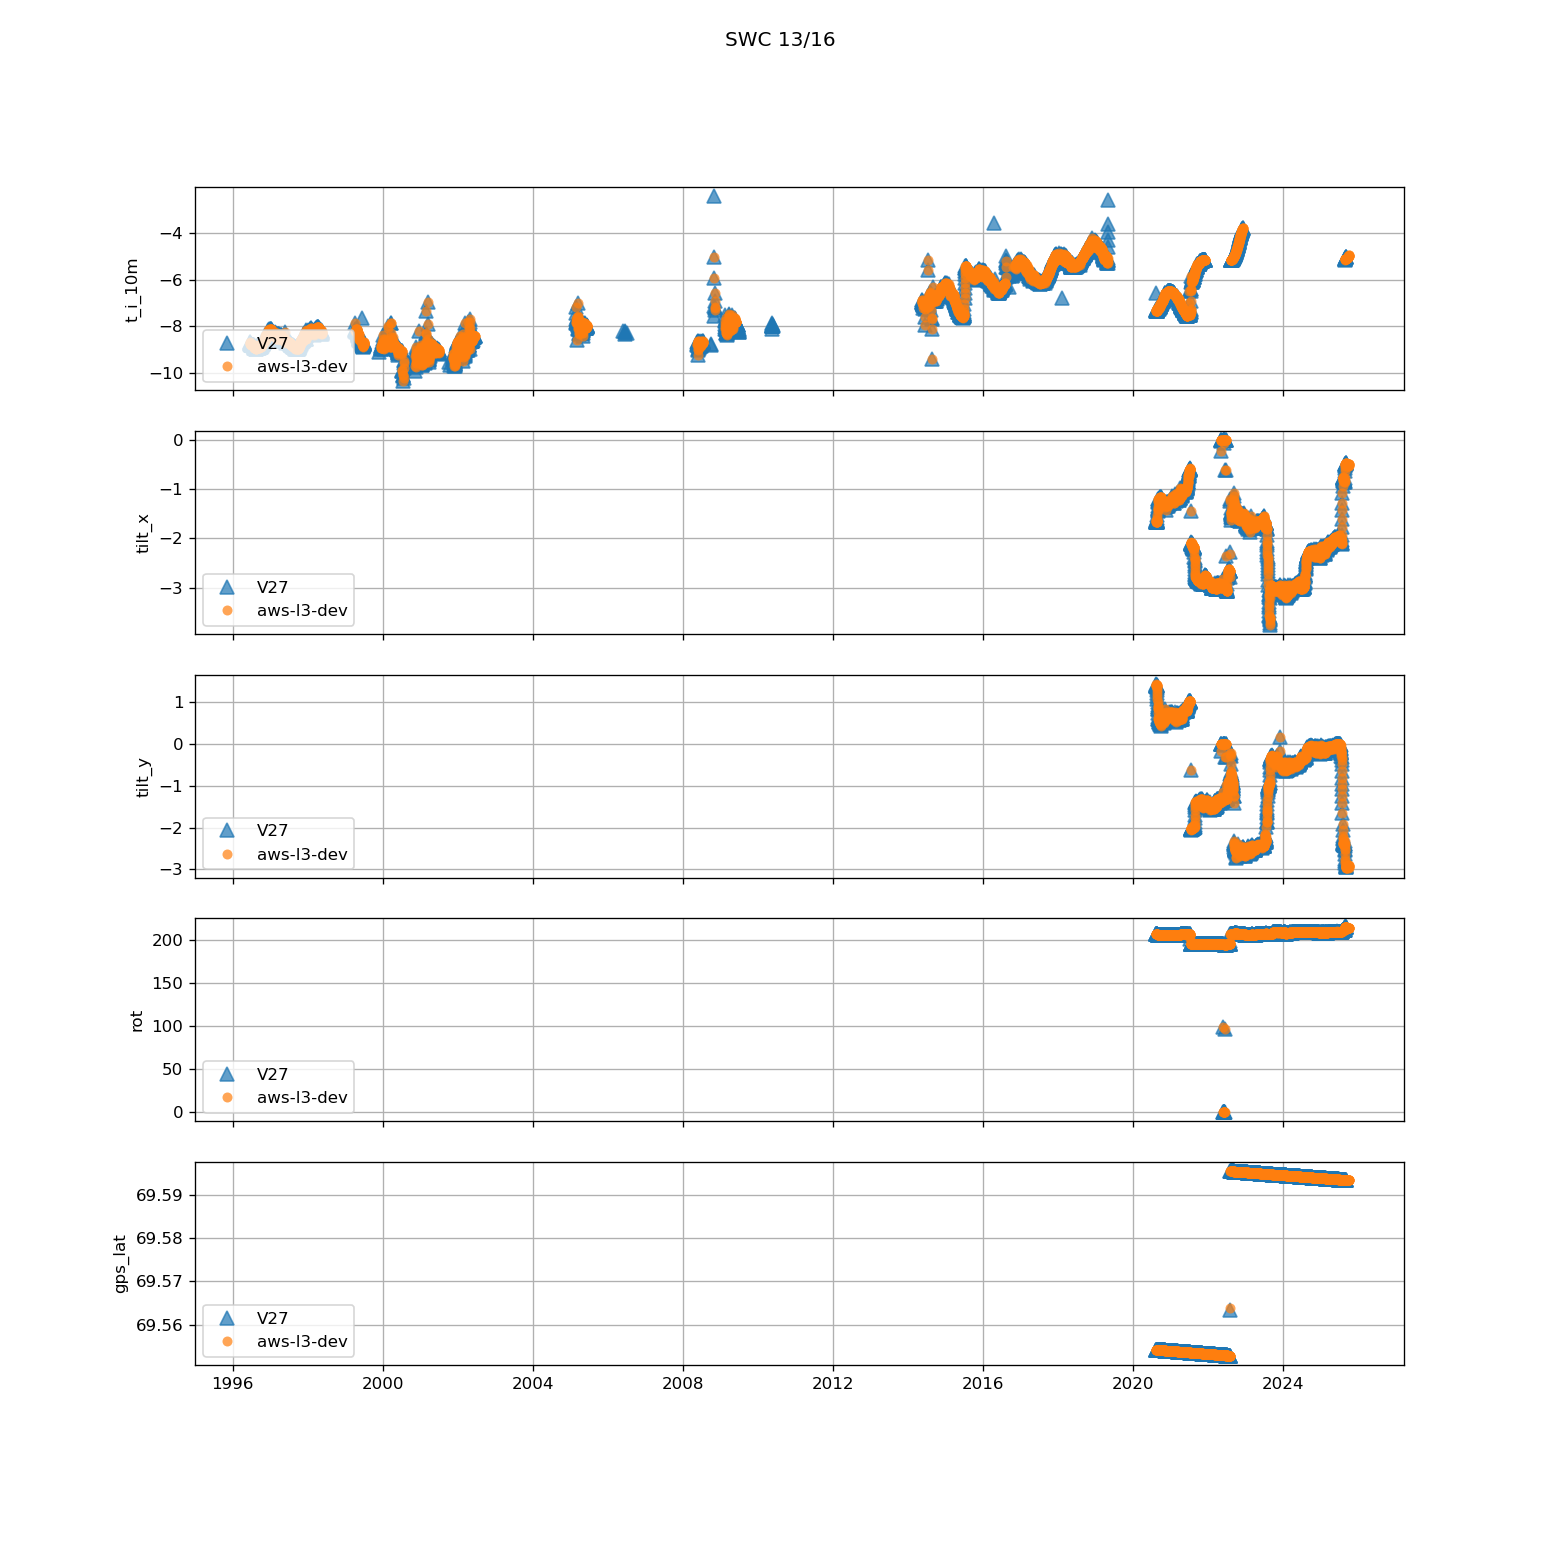 SWC 13/16
t_i_10m
−4
−6
−8
−10
V27
aws-l3-dev
tilt_x
0
−1
−2
−3
V27
aws-l3-dev
tilt_y
1
0
−1
−2
−3
V27
aws-l3-dev
rot
200
150
100
50
0
V27
aws-l3-dev
gps_lat
69.59
69.58
69.57
69.56
V27
aws-l3-dev
1996 2000 2004 2008 2012 2016 2020 2024